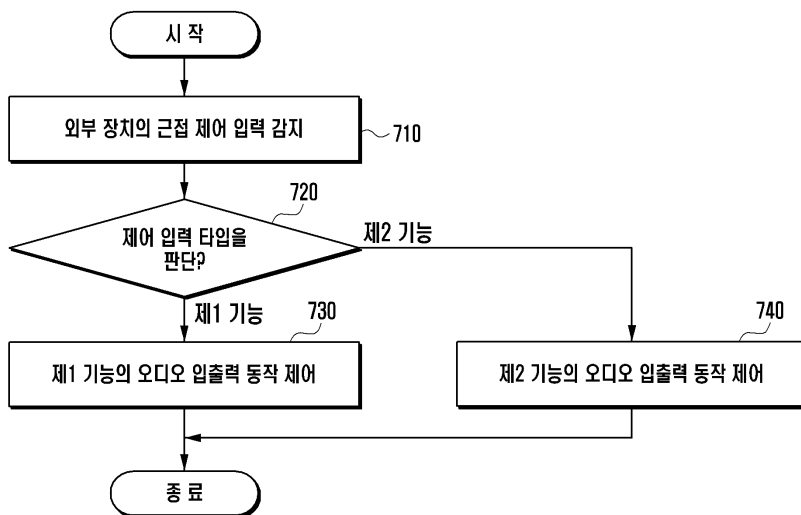 시 작
외부 장치의 근접 제어 입력 감지
710
720
제어 입력 타입을
판단?
제2 기능
제1 기능
730
740
제1 기능의 오디오 입출력 동작 제어
제2 기능의 오디오 입출력 동작 제어
종 료